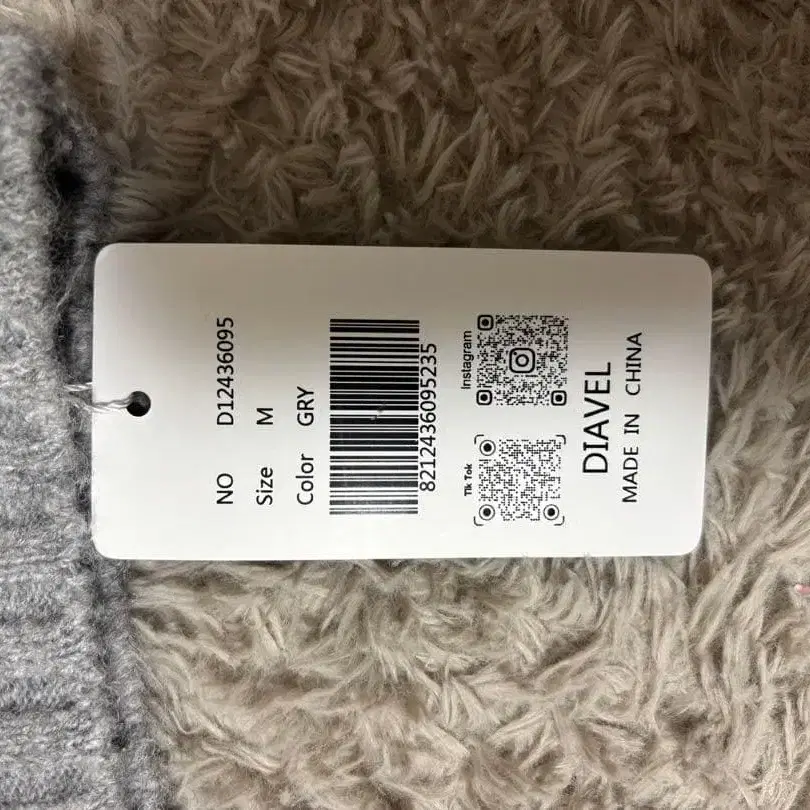 NO D12436095
Size M
Color GRY
8212436095235
Tik Tok Instagram
DIAVEL
MADE IN CHINA